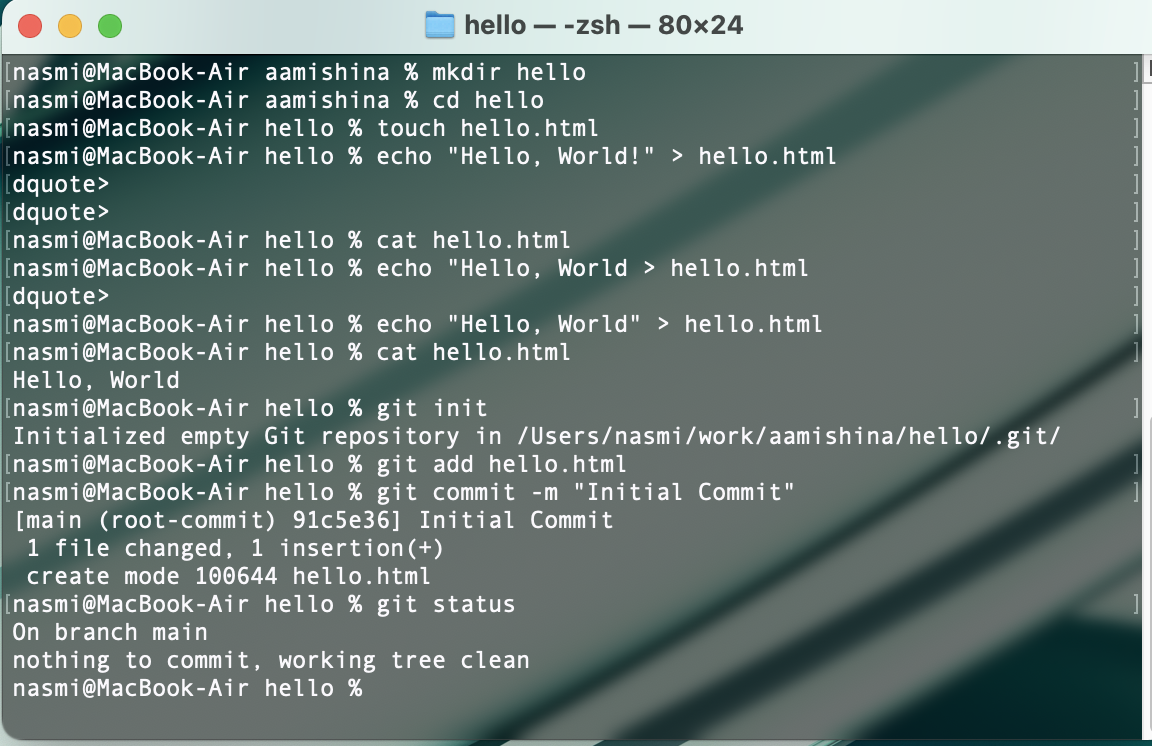 hello — -zsh — 80×24
[nasmi@MacBook-Air aamishina % mkdir hello ]
[nasmi@MacBook-Air aamishina % cd hello ]
[nasmi@MacBook-Air hello % touch hello.html ]
[nasmi@MacBook-Air hello % echo "Hello, World!" > hello.html ]
[dquote> ]
[dquote> ]
[nasmi@MacBook-Air hello % cat hello.html ]
[nasmi@MacBook-Air hello % echo "Hello, World > hello.html ]
[dquote> ]
[nasmi@MacBook-Air hello % echo "Hello, World" > hello.html ]
[nasmi@MacBook-Air hello % cat hello.html ]
Hello, World
[nasmi@MacBook-Air hello % git init ]
Initialized empty Git repository in /Users/nasmi/work/aamishina/hello/.git/
[nasmi@MacBook-Air hello % git add hello.html ]
[nasmi@MacBook-Air hello % git commit -m "Initial Commit" ]
[main (root-commit) 91c5e36] Initial Commit
 1 file changed, 1 insertion(+)
 create mode 100644 hello.html
[nasmi@MacBook-Air hello % git status ]
On branch main
nothing to commit, working tree clean
nasmi@MacBook-Air hello %